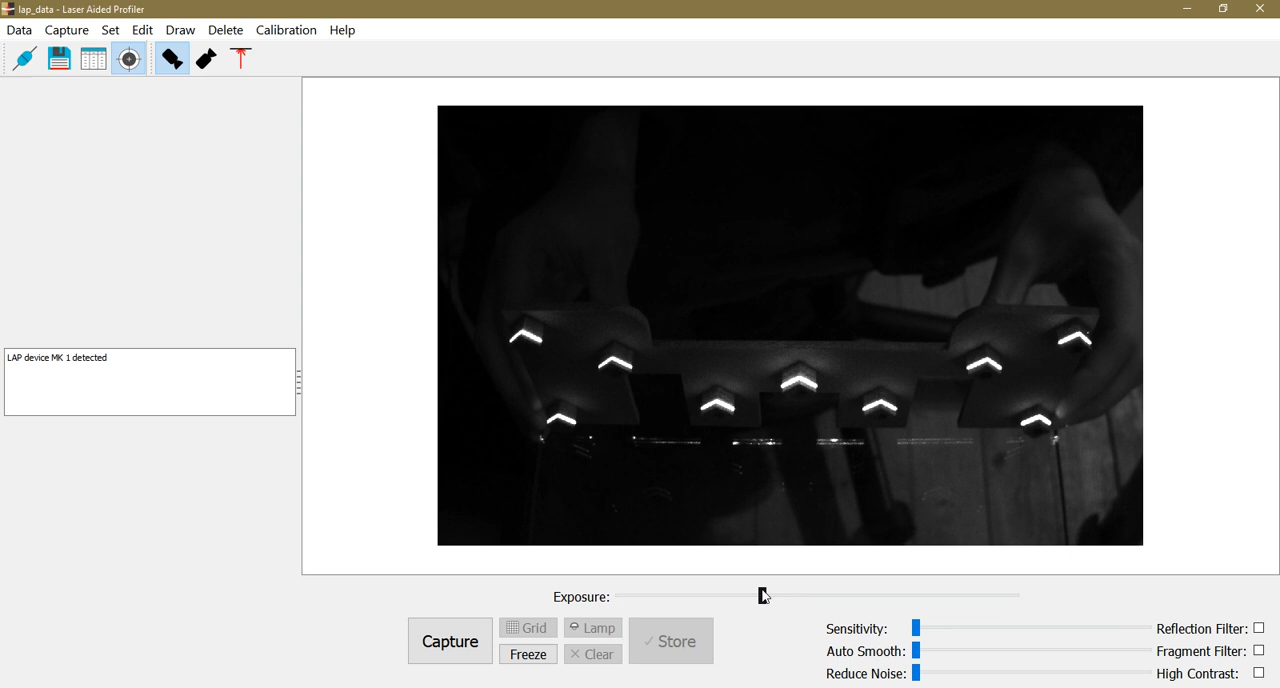 lap_data - Laser Aided Profiler
Data Capture Set Edit Draw Delete Calibration Help
LAP device MK 1 detected
Exposure:
Capture
Grid
Lamp
Store
Freeze
Clear
Sensitivity:
Reflection Filter:
Auto Smooth:
Fragment Filter:
Reduce Noise:
High Contrast: